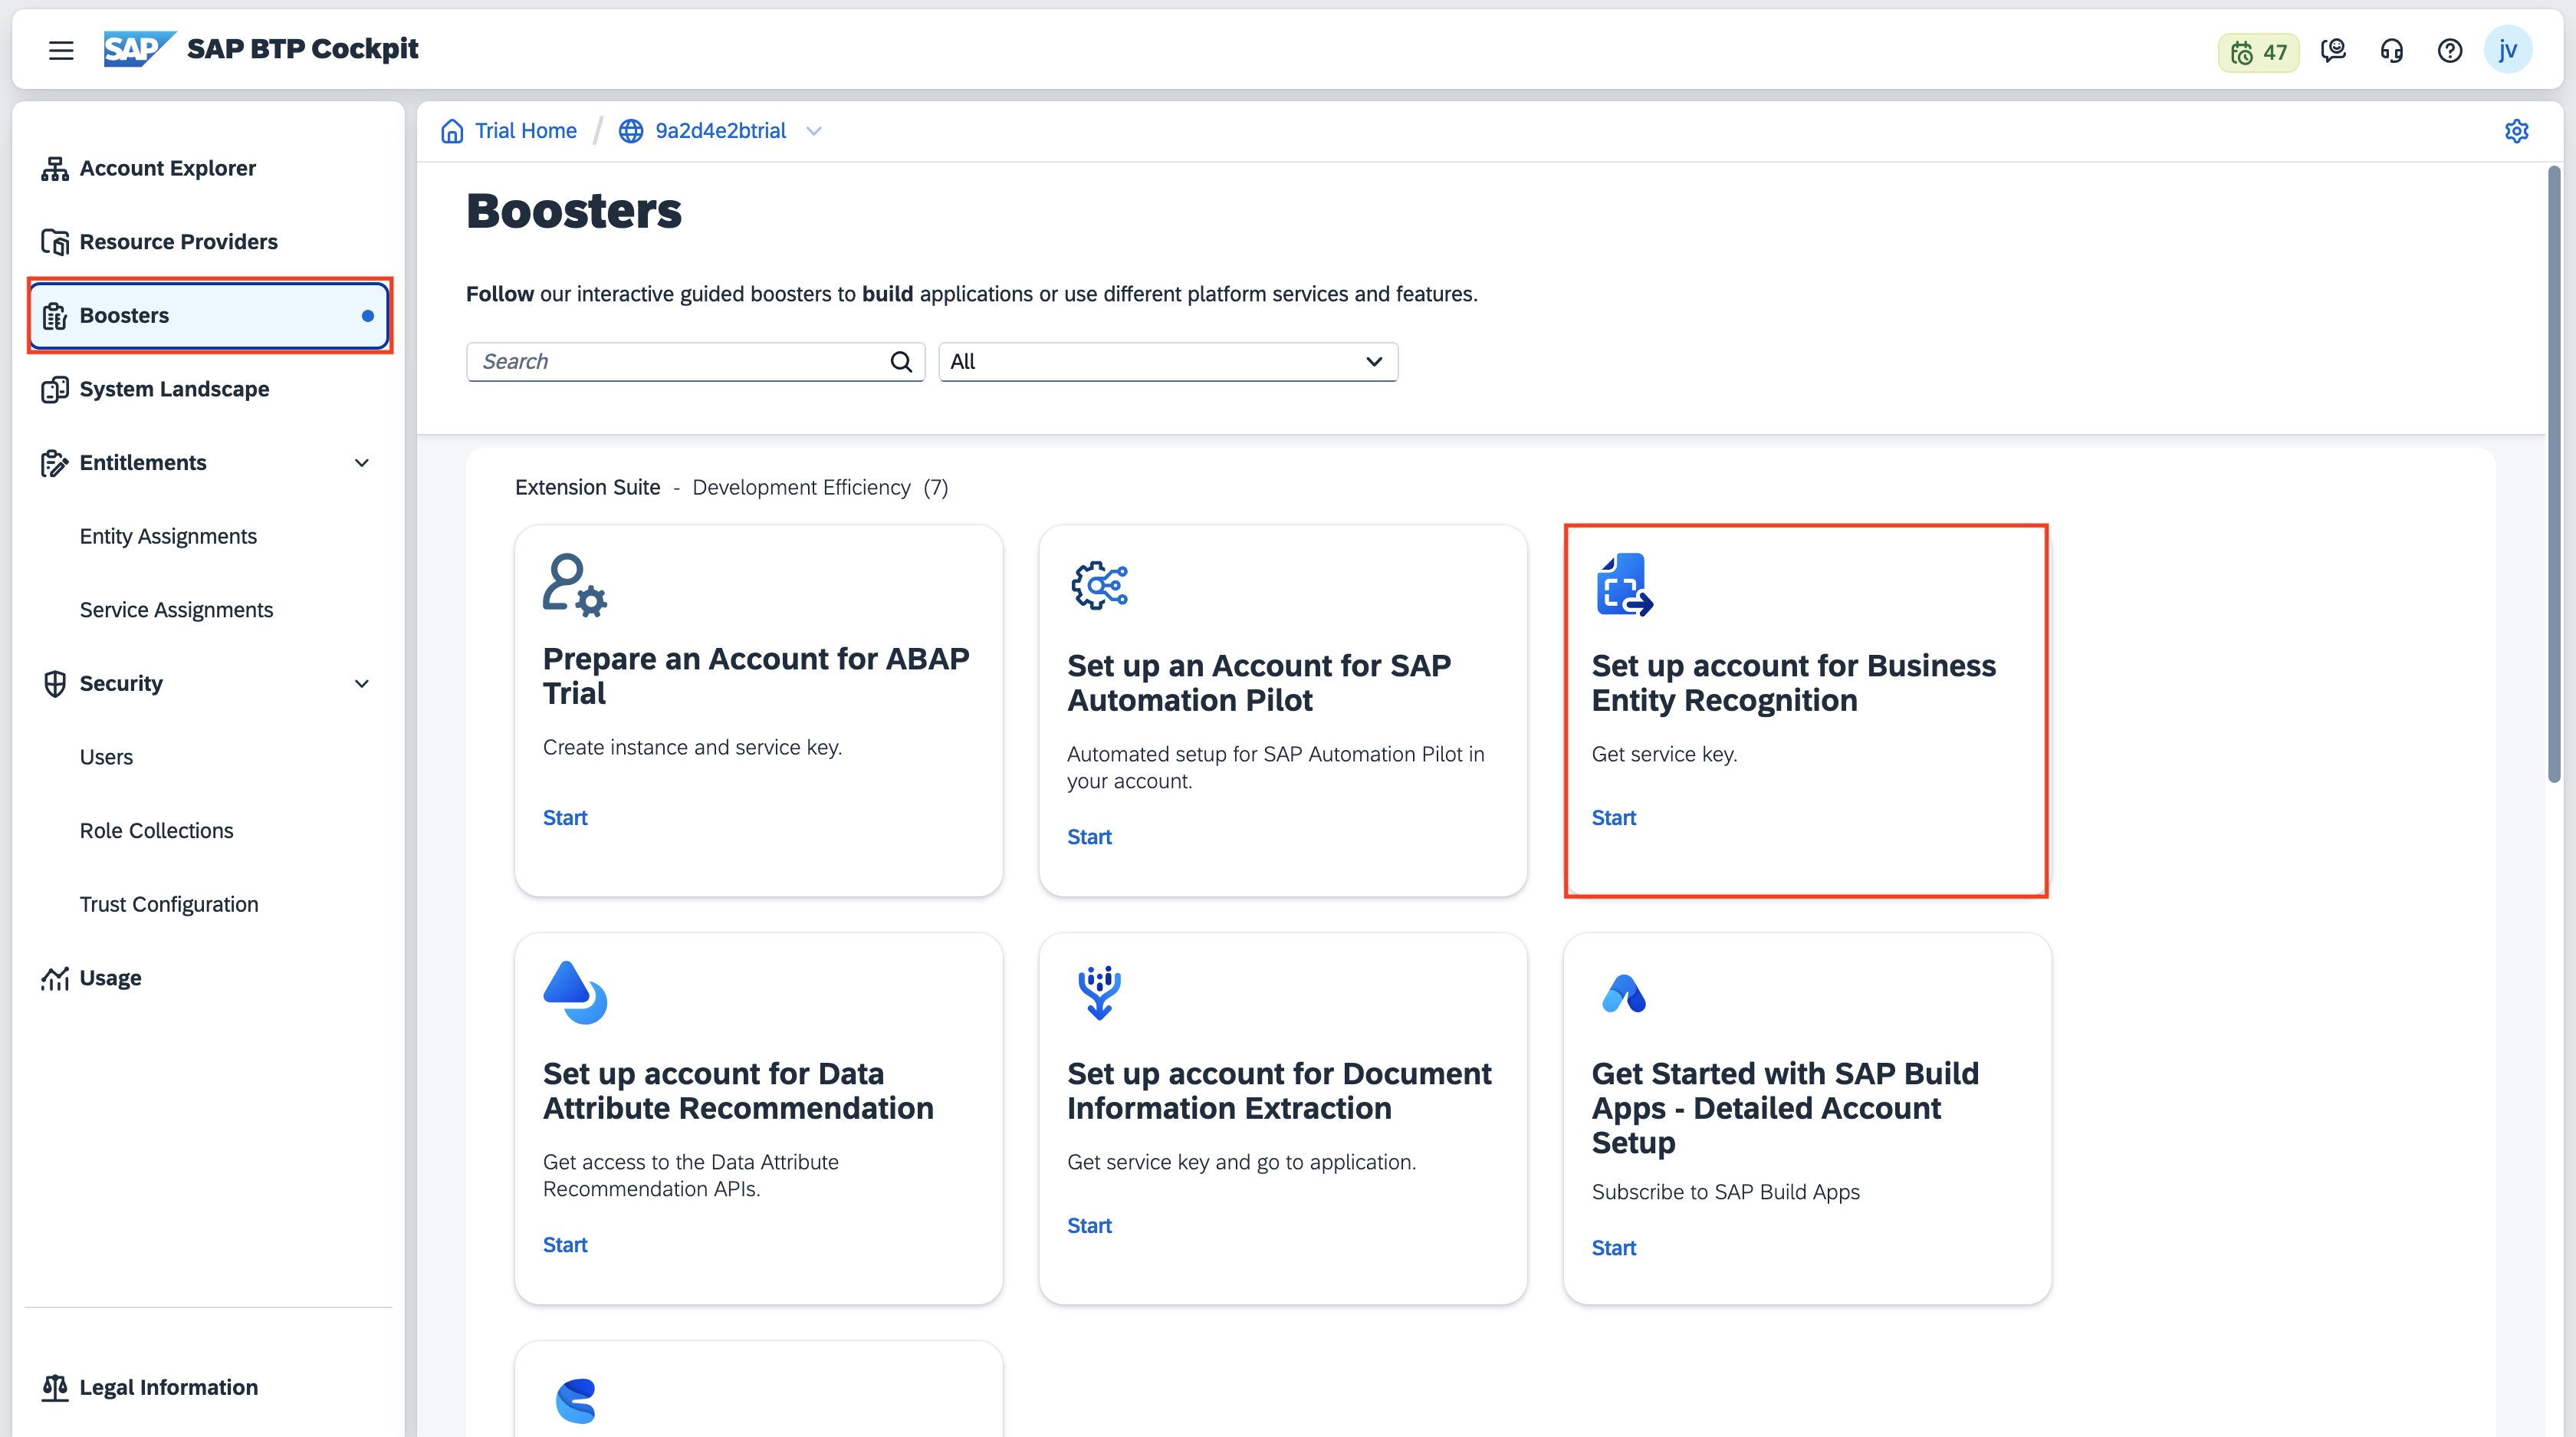 SAP SAP BTP Cockpit
47
jv
Account Explorer
Resource Providers
Boosters
System Landscape
Entitlements
Entity Assignments
Service Assignments
Security
Users
Role Collections
Trust Configuration
Usage
Legal Information
Trial Home / 9a2d4e2btrial
Boosters
Follow our interactive guided boosters to build applications or use different platform services and features.
Search
All
Extension Suite - Development Efficiency (7)
Prepare an Account for ABAP
Trial
Create instance and service key.
Start
Set up an Account for SAP
Automation Pilot
Automated setup for SAP Automation Pilot in
your account.
Start
Set up account for Business
Entity Recognition
Get service key.
Start
Set up account for Data
Attribute Recommendation
Get access to the Data Attribute
Recommendation APIs.
Start
Set up account for Document
Information Extraction
Get service key and go to application.
Start
Get Started with SAP Build
Apps - Detailed Account
Setup
Subscribe to SAP Build Apps
Start